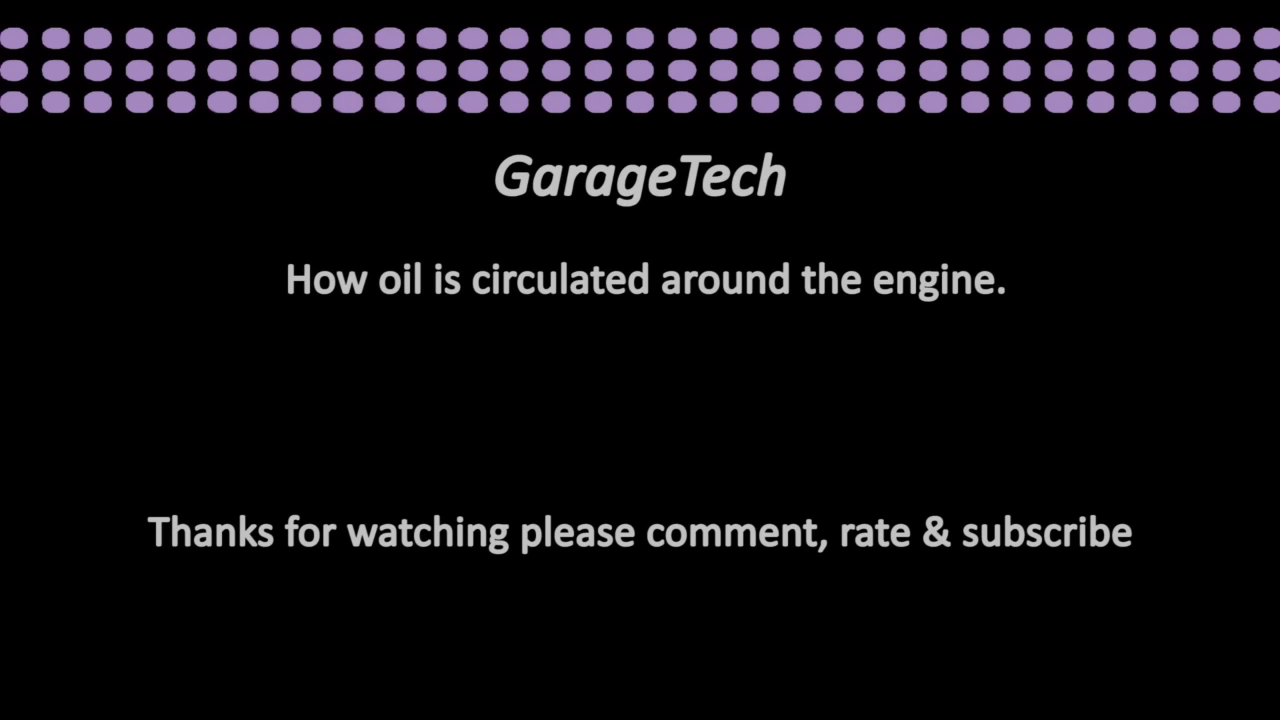 GarageTech
How oil is circulated around the engine.
Thanks for watching please comment, rate & subscribe